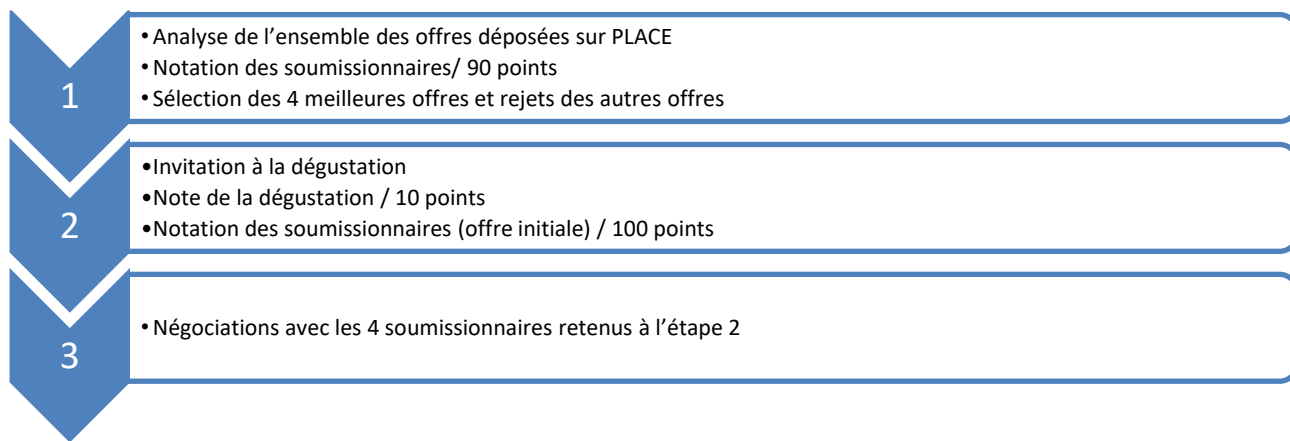 1
• Analyse de l’ensemble des offres déposées sur PLACE
• Notation des soumissionnaires/ 90 points
• Sélection des 4 meilleures offres et rejets des autres offres
2
•Invitation à la dégustation
•Note de la dégustation / 10 points
•Notation des soumissionnaires (offre initiale) / 100 points
3
• Négociations avec les 4 soumissionnaires retenus à l’étape 2